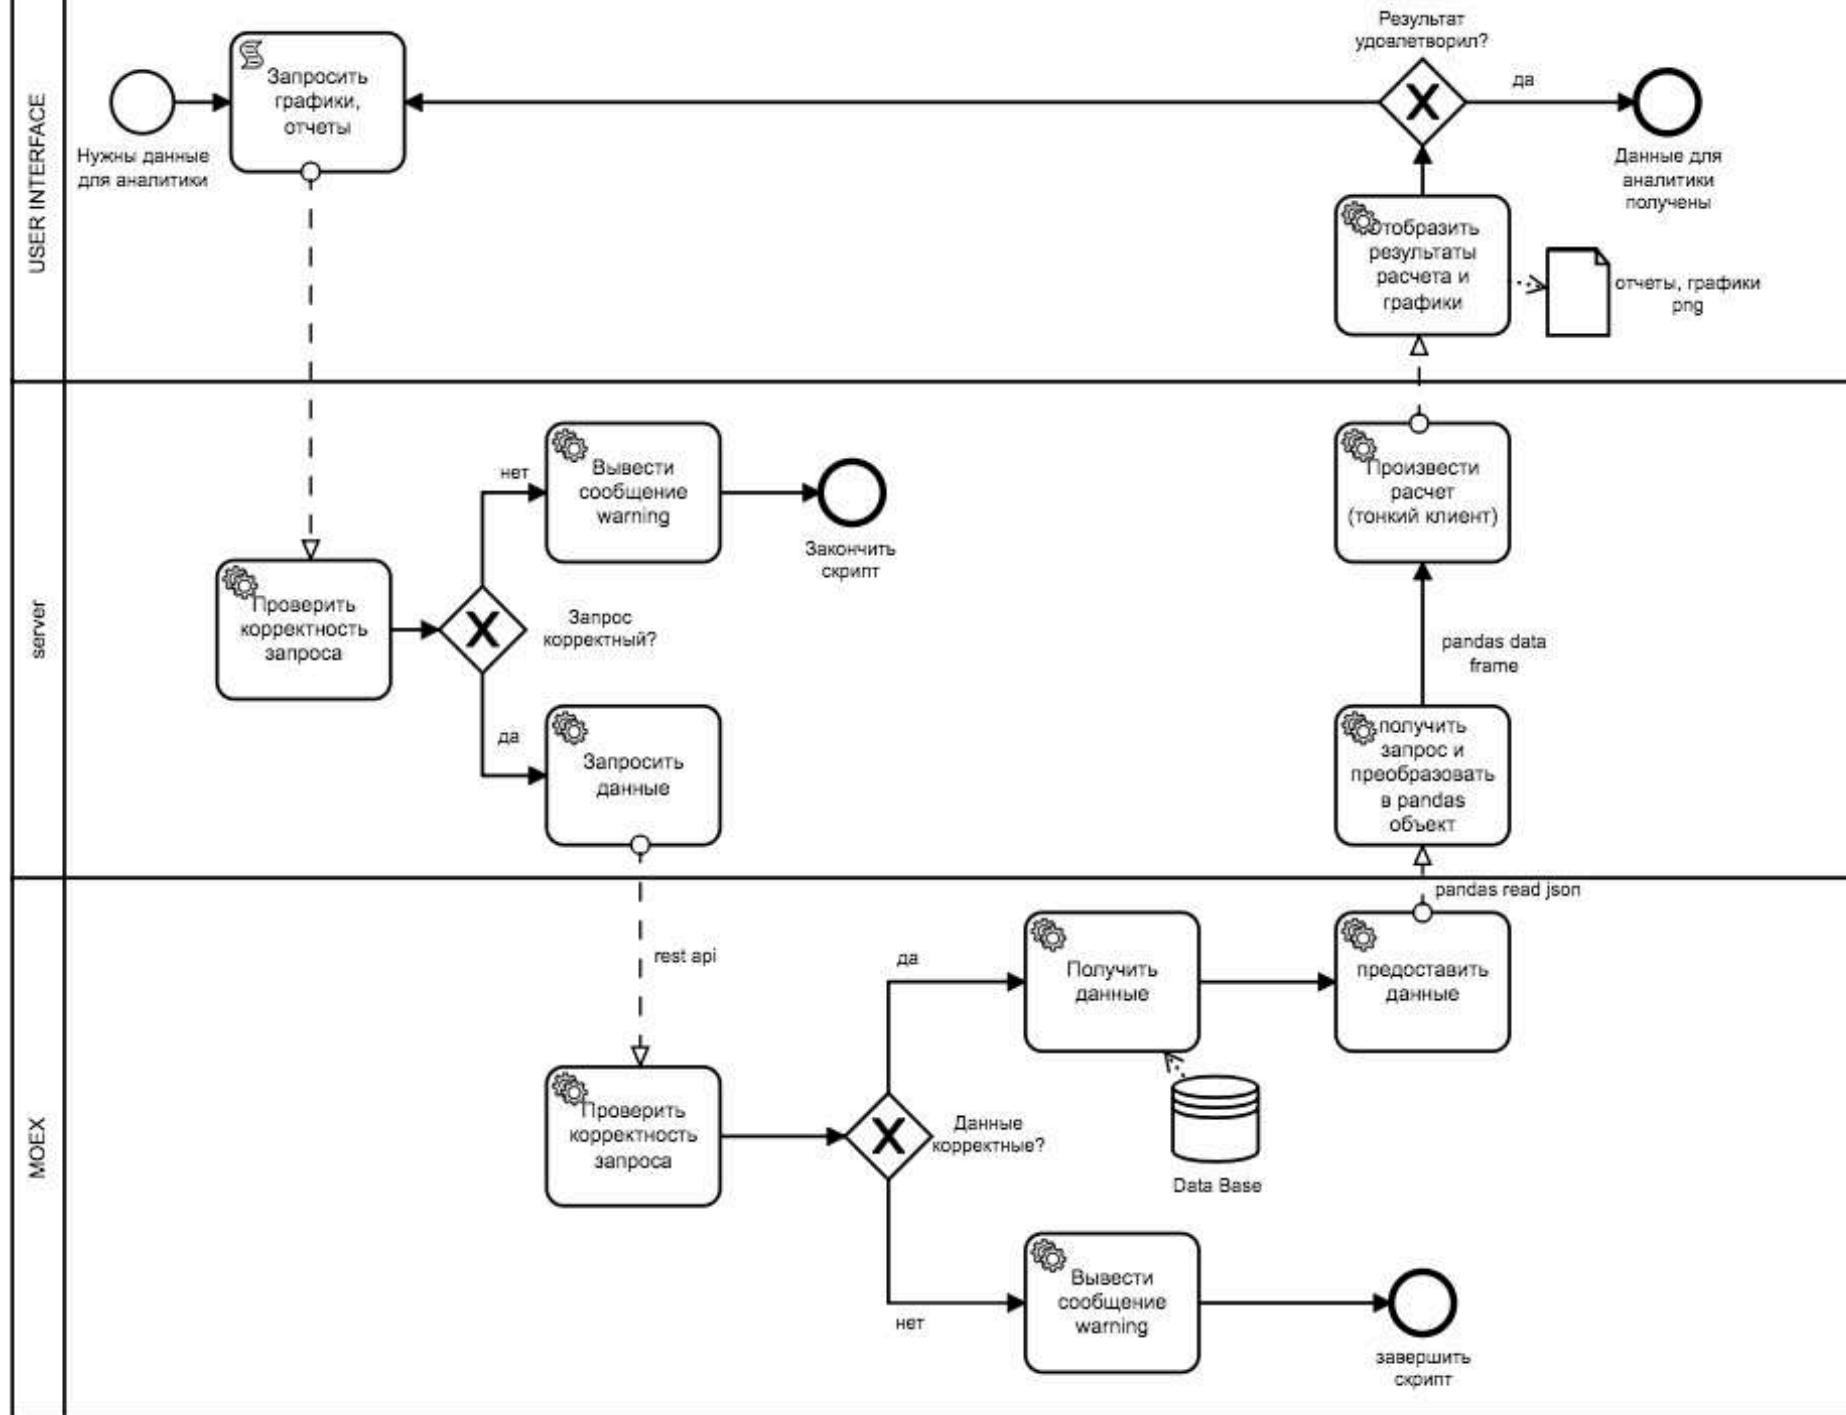 USER INTERFACE
Нужны данные
для аналитики
Запросить
графики,
отчеты
Результат
удовлетворил?
да
Данные для
аналитики
получены
Отобразить
результаты
расчета и
графики
отчеты, графики
png
server
Проверить
корректность
запроса
Запрос
корректный?
нет
Вывести
сообщение
warning
Закончить
скрипт
да
Запросить
данные
Произвести
расчет
(тонкий клиент)
pandas data
frame
получить
запрос и
преобразовать
в pandas
объект
pandas read json
MOEX
rest api
Проверить
корректность
запроса
Данные
корректные?
да
Получить
данные
предоставить
данные
Data Base
нет
Вывести
сообщение
warning
завершить
скрипт